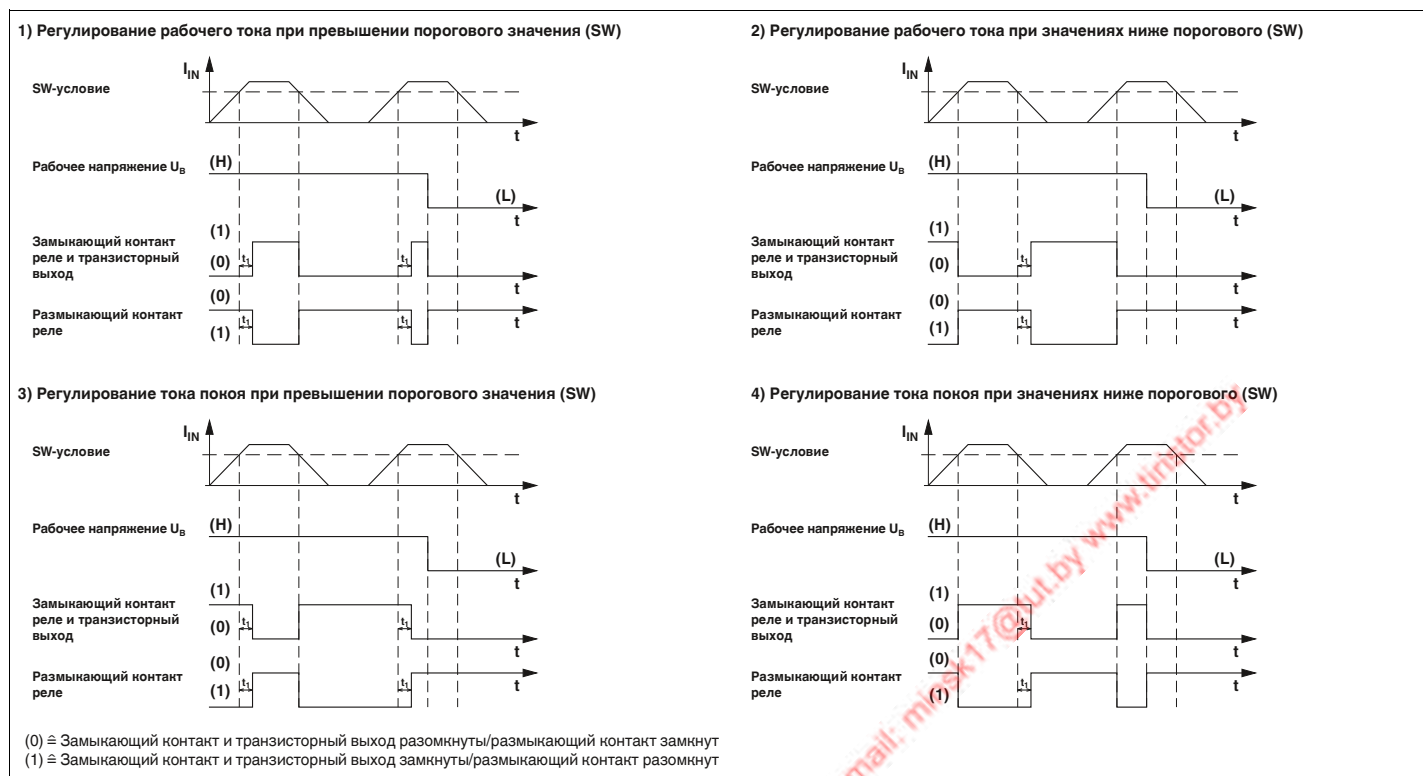 1) Регулирование рабочего тока при превышении порогового значения (SW)
I_IN
SW-условие
t
Рабочее напряжение U_B
(H)
(L)
t
Замыкающий контакт
реле и транзисторный
выход
(1)
(0)
t₁
t₁
t
Размыкающий контакт
реле
(0)
(1)
t₁
t₁
t
2) Регулирование рабочего тока при значениях ниже порогового (SW)
I_IN
SW-условие
t
Рабочее напряжение U_B
(H)
(L)
t
Замыкающий контакт
реле и транзисторный
выход
(1)
(0)
t₁
t
Размыкающий контакт
реле
(0)
(1)
t₁
t
3) Регулирование тока покоя при превышении порогового значения (SW)
I_IN
SW-условие
t
Рабочее напряжение U_B
(H)
(L)
t
Замыкающий контакт
реле и транзисторный
выход
(1)
(0)
t₁
t₁
t
Размыкающий контакт
реле
(0)
(1)
t₁
t₁
t
4) Регулирование тока покоя при значениях ниже порогового (SW)
I_IN
SW-условие
t
Рабочее напряжение U_B
(H)
(L)
t
Замыкающий контакт
реле и транзисторный
выход
(1)
(0)
t₁
t
Размыкающий контакт
реле
(0)
(1)
t₁
t
(0) ≙ Замыкающий контакт и транзисторный выход разомкнуты/размыкающий контакт замкнут
(1) ≙ Замыкающий контакт и транзисторный выход замкнуты/размыкающий контакт разомкнут
email: minsk17@tut.by www.tinstor.by